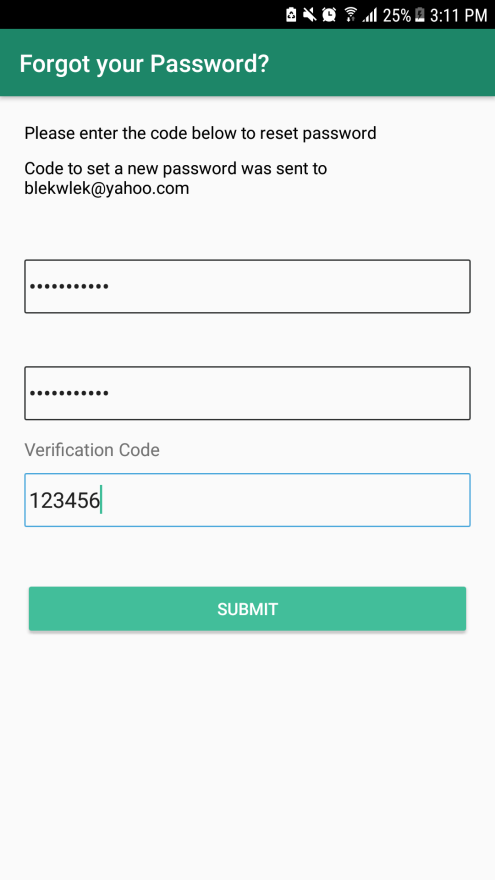 25% 3:11 PM
Forgot your Password?
Please enter the code below to reset password
Code to set a new password was sent to
blekwlek@yahoo.com
•••••••••••
•••••••••••
Verification Code
123456
SUBMIT